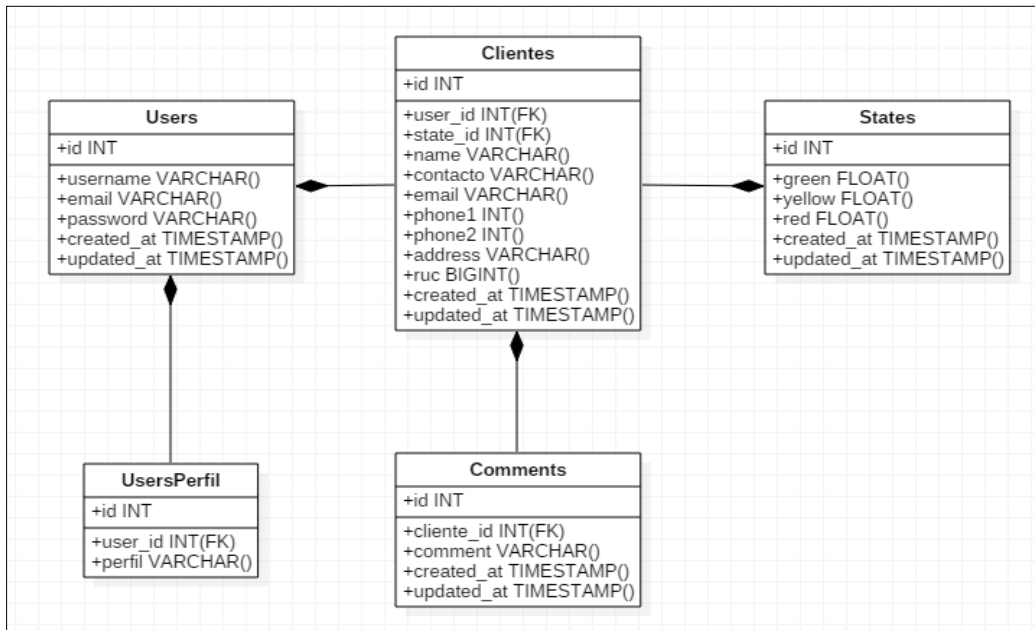 Clientes
+id INT
+user_id INT(FK)
+state_id INT(FK)
+name VARCHAR()
+contacto VARCHAR()
+email VARCHAR()
+phone1 INT()
+phone2 INT()
+address VARCHAR()
+ruc BIGINT()
+created_at TIMESTAMP()
+updated_at TIMESTAMP()
Users
+id INT
+username VARCHAR()
+email VARCHAR()
+password VARCHAR()
+created_at TIMESTAMP()
+updated_at TIMESTAMP()
States
+id INT
+green FLOAT()
+yellow FLOAT()
+red FLOAT()
+created_at TIMESTAMP()
+updated_at TIMESTAMP()
UsersPerfil
+id INT
+user_id INT(FK)
+perfil VARCHAR()
Comments
+id INT
+cliente_id INT(FK)
+comment VARCHAR()
+created_at TIMESTAMP()
+updated_at TIMESTAMP()